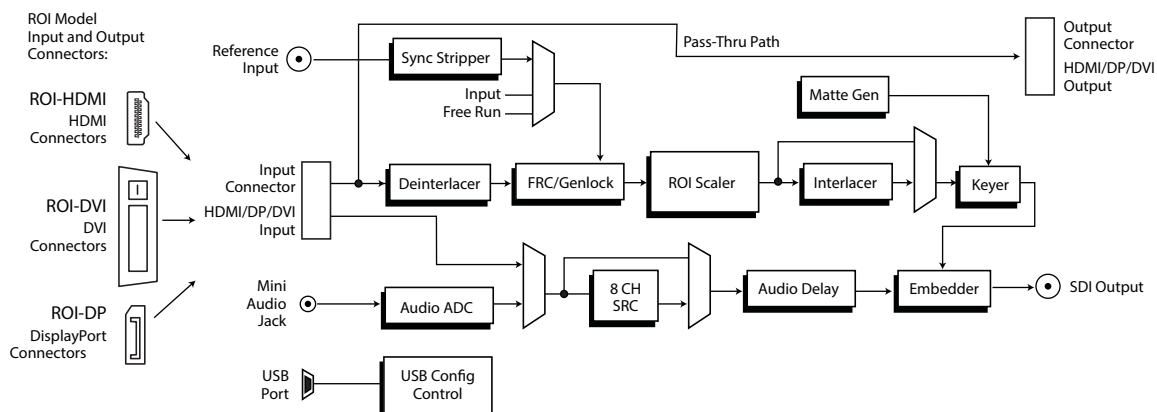 ROI Model
Input and Output
Connectors:
ROI-HDMI
HDMI
Connectors
ROI-DVI
DVI
Connectors
ROI-DP
DisplayPort
Connectors
Reference
Input
Sync Stripper
Input
Free Run
Pass-Thru Path
Output
Connector
HDMI/DP/DVI
Output
Matte Gen
Input
Connector
HDMI/DP/DVI
Input
Deinterlacer
FRC/Genlock
ROI Scaler
Interlacer
Keyer
Mini
Audio
Jack
Audio ADC
8 CH
SRC
Audio Delay
Embedder
SDI Output
USB
Port
USB Config
Control